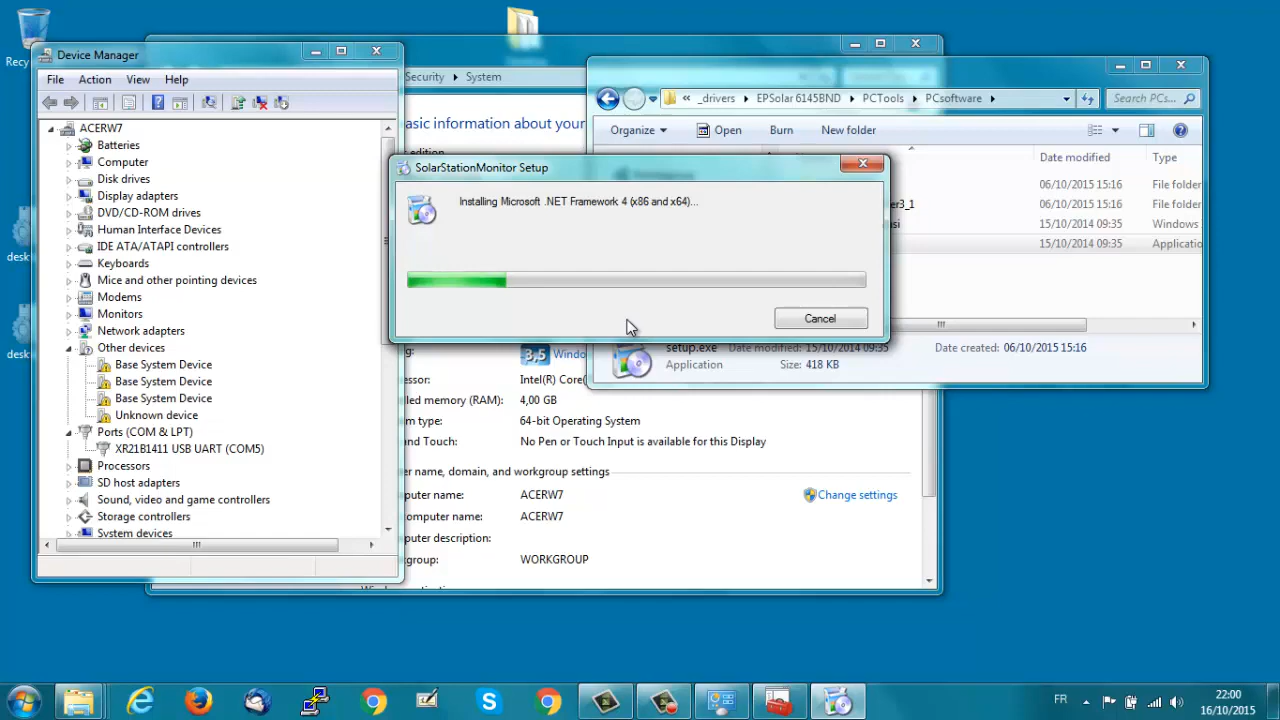 Recy
desk
desk
Device Manager
File Action View Help
ACERW7
Batteries
Computer
Disk drives
Display adapters
DVD/CD-ROM drives
Human Interface Devices
IDE ATA/ATAPI controllers
Keyboards
Mice and other pointing devices
Modems
Monitors
Network adapters
Other devices
Base System Device
Base System Device
Base System Device
Unknown device
Ports (COM & LPT)
XR21B1411 USB UART (COM5)
Processors
SD host adapters
Sound, video and game controllers
Storage controllers
System devices
Security System
asic information about your
3,5 Windo
essor: Intel(R) Core(
lled memory (RAM): 4,00 GB
m type: 64-bit Operating System
and Touch: No Pen or Touch Input is available for this Display
er name, domain, and workgroup settings
puter name: ACERW7 Change settings
omputer name: ACERW7
puter description:
group: WORKGROUP
« _drivers EPSolar 6145BND PCTools PCsoftware Search PCs...
Organize Open Burn New folder
Date modified Type
06/10/2015 15:16 File folder
er3_1 06/10/2015 15:16 File folder
si 15/10/2014 09:35 Windows
15/10/2014 09:35 Applicatio
setup.exe Date modified: 15/10/2014 09:35 Date created: 06/10/2015 15:16
Application Size: 418 KB
SolarStationMonitor Setup
Installing Microsoft .NET Framework 4 (x86 and x64)...
Cancel
FR 22:00
16/10/2015